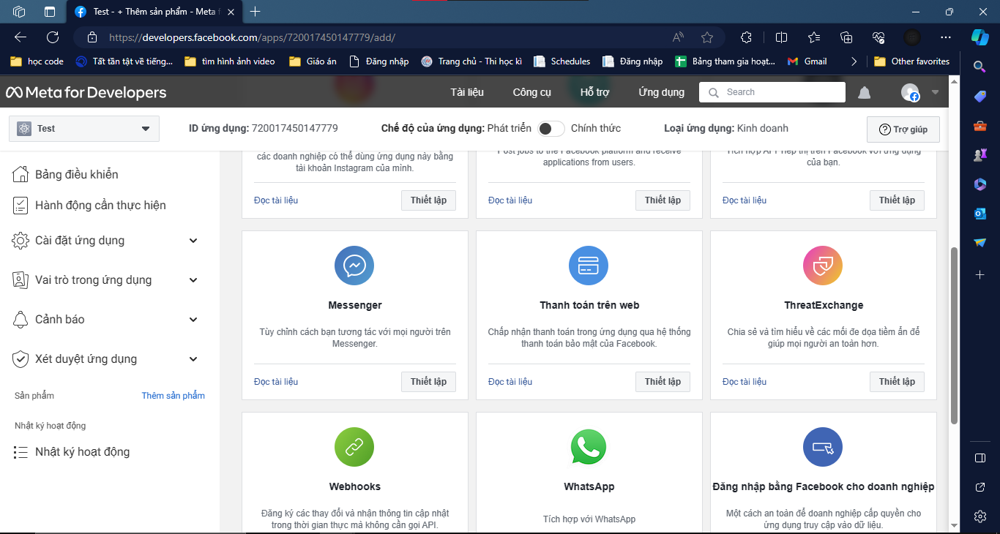 Test - + Thêm sản phẩm - Meta f
https://developers.facebook.com/apps/720017450147779/add/
học code
Tất tần tật về tiếng...
tìm hình ảnh video
Giáo án
Đăng nhập
Trang chủ - Thi học kì
Schedules
Đăng nhập
Bảng tham gia hoạt...
Gmail
Other favorites
Meta for Developers
Tài liệu
Công cụ
Hỗ trợ
Ứng dụng
Search
Test
ID ứng dụng: 720017450147779
Chế độ của ứng dụng: Phát triển
Chính thức
Loại ứng dụng: Kinh doanh
Trợ giúp
Bảng điều khiển
Hành động cần thực hiện
Cài đặt ứng dụng
Vai trò trong ứng dụng
Cảnh báo
Xét duyệt ứng dụng
Sản phẩm
Thêm sản phẩm
Nhật ký hoạt động
Nhật ký hoạt động
các doanh nghiệp có thể dùng ứng dụng này bằng
tài khoản Instagram của mình.
Đọc tài liệu
Thiết lập
Post jobs to the Facebook platform and receive
applications from users.
Đọc tài liệu
Thiết lập
Tích hợp API Tiếp thị trên Facebook với ứng dụng
của bạn.
Đọc tài liệu
Thiết lập
Messenger
Tùy chỉnh cách bạn tương tác với mọi người trên
Messenger.
Đọc tài liệu
Thiết lập
Thanh toán trên web
Chấp nhận thanh toán trong ứng dụng qua hệ thống
thanh toán bảo mật của Facebook.
Đọc tài liệu
Thiết lập
ThreatExchange
Chia sẻ và tìm hiểu về các mối đe dọa tiềm ẩn để
giúp mọi người an toàn hơn.
Đọc tài liệu
Thiết lập
Webhooks
Đăng ký các thay đổi và nhận thông tin cập nhật
trong thời gian thực mà không cần gọi API.
WhatsApp
Tích hợp với WhatsApp
Đăng nhập bằng Facebook cho doanh nghiệp
Một cách an toàn để doanh nghiệp cấp quyền cho
ứng dụng truy cập vào dữ liệu.